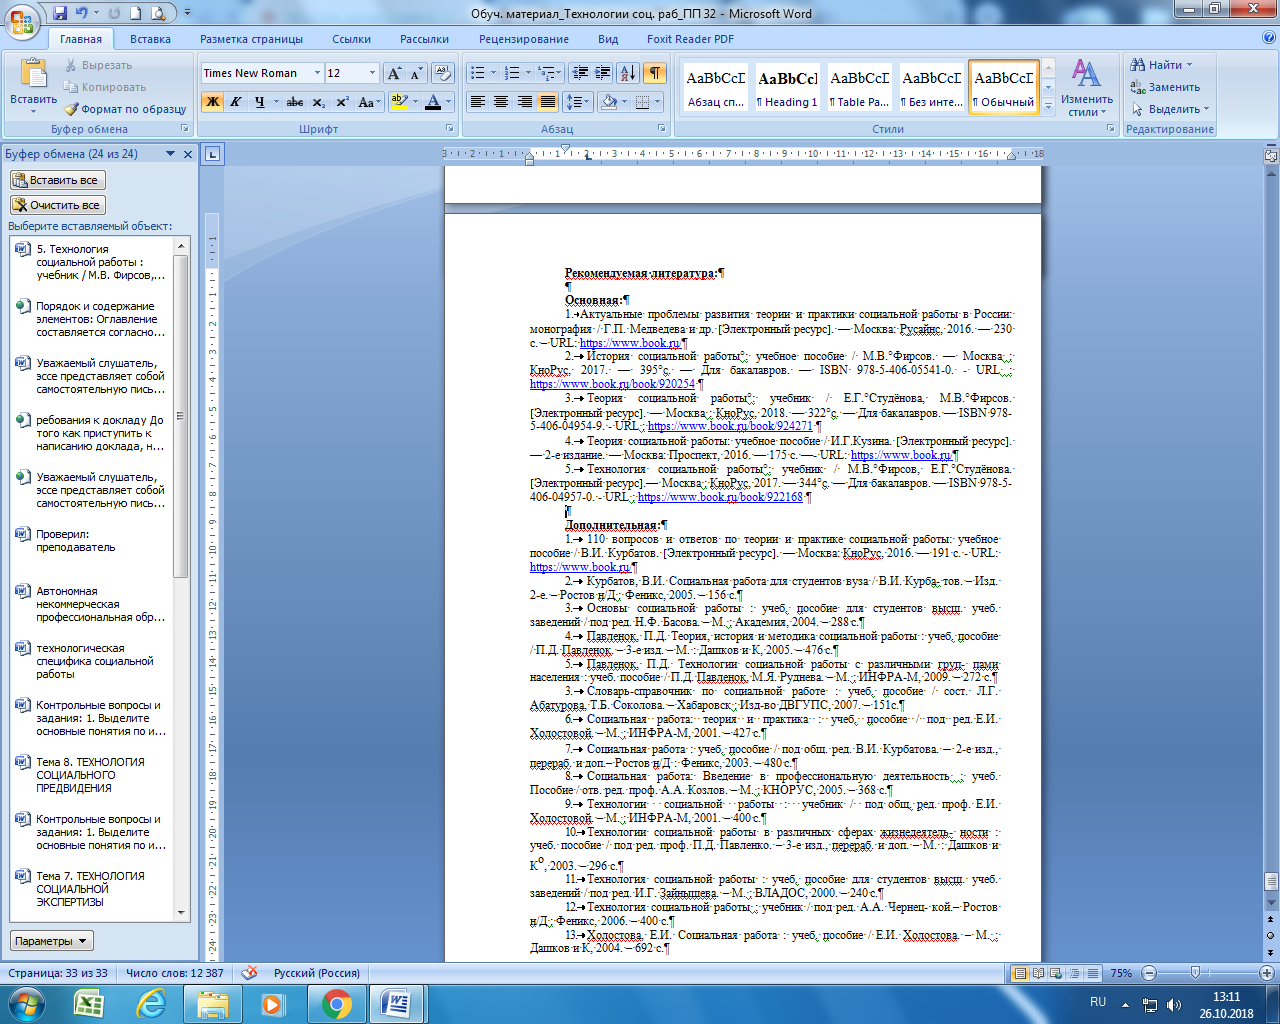 Обуч. материал_Технологии соц. раб_ПП 32 - Microsoft Word
Главная Вставка Разметка страницы Ссылки Рассылки Рецензирование Вид Foxit Reader PDF
Вставить
Вырезать
Копировать
Формат по образцу
Буфер обмена
Times New Roman 12
Ж К Ч abc x₂ x² Aa
Шрифт
Абзац
AaBbCcD AaBbCc AaBbCcD AaBbCcD AaBbCcD
Абзац сп... ¶ Heading 1 ¶ Table Pa... ¶ Без инте... ¶ Обычный
Изменить стили
Стили
Найти
Заменить
Выделить
Редактирование
Буфер обмена (24 из 24)
Вставить все
Очистить все
Выберите вставляемый объект:
5. Технология
социальной работы :
учебник / М.В. Фирсов,...
Порядок и содержание
элементов: Оглавление
составляется согласно...
Уважаемый слушатель,
эссе представляет собой
самостоятельную пись...
ребования к докладу До
того как приступить к
написанию доклада, н...
Уважаемый слушатель,
эссе представляет собой
самостоятельную пись...
Проверил:
преподаватель
Автономная
некоммерческая
профессиональная обр...
технологическая
специфика социальной
работы
Контрольные вопросы и
задания: 1. Выделите
основные понятия по и...
Тема 8. ТЕХНОЛОГИЯ
СОЦИАЛЬНОГО
ПРЕДВИДЕНИЯ
Контрольные вопросы и
задания: 1. Выделите
основные понятия по и...
Тема 7. ТЕХНОЛОГИЯ
СОЦИАЛЬНОЙ
ЭКСПЕРТИЗЫ
Параметры
Рекомендуемая литература:¶
¶
Основная:¶
1.→Актуальные проблемы развития теории и практики социальной работы в России:
монография / Г.П. Медведева и др. [Электронный ресурс]. — Москва: Русайнс, 2016. — 230
с. – URL: https://www.book.ru/¶
2.→ История социальной работы°: учебное пособие / М.В.°Фирсов. — Москва :
КноРус, 2017. — 395°с. — Для бакалавров. — ISBN 978-5-406-05541-0. - URL :
https://www.book.ru/book/920254 ¶
3.→ Теория социальной работы°: учебник / Е.Г.°Студёнова, М.В.°Фирсов.
[Электронный ресурс]. — Москва : КноРус, 2018. — 322°с. — Для бакалавров. — ISBN 978-
5-406-04954-9. - URL : https://www.book.ru/book/924271 ¶
4.→ Теория социальной работы: учебное пособие / И.Г.Кузина. [Электронный ресурс].
— 2-е издание. — Москва: Проспект, 2016. — 175 с. — - URL: https://www.book.ru/¶
5.→ Технология социальной работы°: учебник / М.В.°Фирсов, Е.Г.°Студёнова.
[Электронный ресурс].— Москва : КноРус, 2017. — 344°с. — Для бакалавров. — ISBN 978-5-
406-04957-0. - URL : https://www.book.ru/book/922168 ¶
¶
Дополнительная:¶
1.→ 110 вопросов и ответов по теории и практике социальной работы: учебное
пособие / В.И. Курбатов. [Электронный ресурс]. — Москва: КноРус, 2016. — 191 с. - URL:
https://www.book.ru/¶
2.→ Курбатов, В.И. Социальная работа для студентов вуза / В.И. Курба- тов. – Изд.
2-е. – Ростов н/Д : Феникс, 2005. – 156 с.¶
3.→ Основы социальной работы : учеб. пособие для студентов высш. учеб.
заведений / под ред. Н.Ф. Басова. – М. : Академия, 2004. – 288 с.¶
4.→ Павленок, П.Д. Теория, история и методика социальной работы : учеб. пособие
/ П.Д. Павленок. – 3-е изд. – М. : Дашков и К, 2005. – 476 с.¶
5.→ Павленок, П.Д. Технологии социальной работы с различными груп- пами
населения : учеб. пособие / П.Д. Павленок, М.Я. Руднева. – М. : ИНФРА-М, 2009. – 272 с.¶
3.→ Словарь-справочник по социальной работе : учеб. пособие / сост. Л.Г.
Абатурова, Т.Б. Соколова. – Хабаровск : Изд-во ДВГУПС, 2007. – 151с.¶
6.→ Социальная работа: теория и практика : учеб. пособие / под ред. Е.И.
Холостовой. – М. : ИНФРА-М, 2001. – 427 с.¶
7.→ Социальная работа : учеб. пособие / под общ. ред. В.И. Курбатова. – 2-е изд.,
перераб. и доп.– Ростов н/Д : Феникс, 2003. – 480 с.¶
8.→ Социальная работа: Введение в профессиональную деятельность : учеб.
Пособие / отв. ред. проф. А.А. Козлов. – М. : КНОРУС, 2005. – 368 с.¶
9.→ Технологии социальной работы : учебник / под общ. ред. проф. Е.И.
Холостовой. – М. : ИНФРА-М, 2001. – 400 с.¶
10.→ Технологии социальной работы в различных сферах жизнедеятель- ности :
учеб. пособие / под ред. проф. П.Д. Павленко. – 3-е изд., перераб. и доп. – М. : Дашков и
Ко, 2003. – 296 с.¶
11.→ Технология социальной работы : учеб. пособие для студентов высш. учеб.
заведений / под ред. И.Г. Зайнышева. – М. : ВЛАДОС, 2000. – 240 с.¶
12.→ Технология социальной работы : учебник / под ред. А.А. Чернец- кой.– Ростов
н/Д : Феникс, 2006. – 400 с.¶
13.→ Холостова, Е.И. Социальная работа : учеб. пособие / Е.И. Холостова. – М. :
Дашков и К, 2004. – 692 с.¶
Страница: 33 из 33 Число слов: 12 387 Русский (Россия) 75%
RU 13:11
26.10.2018